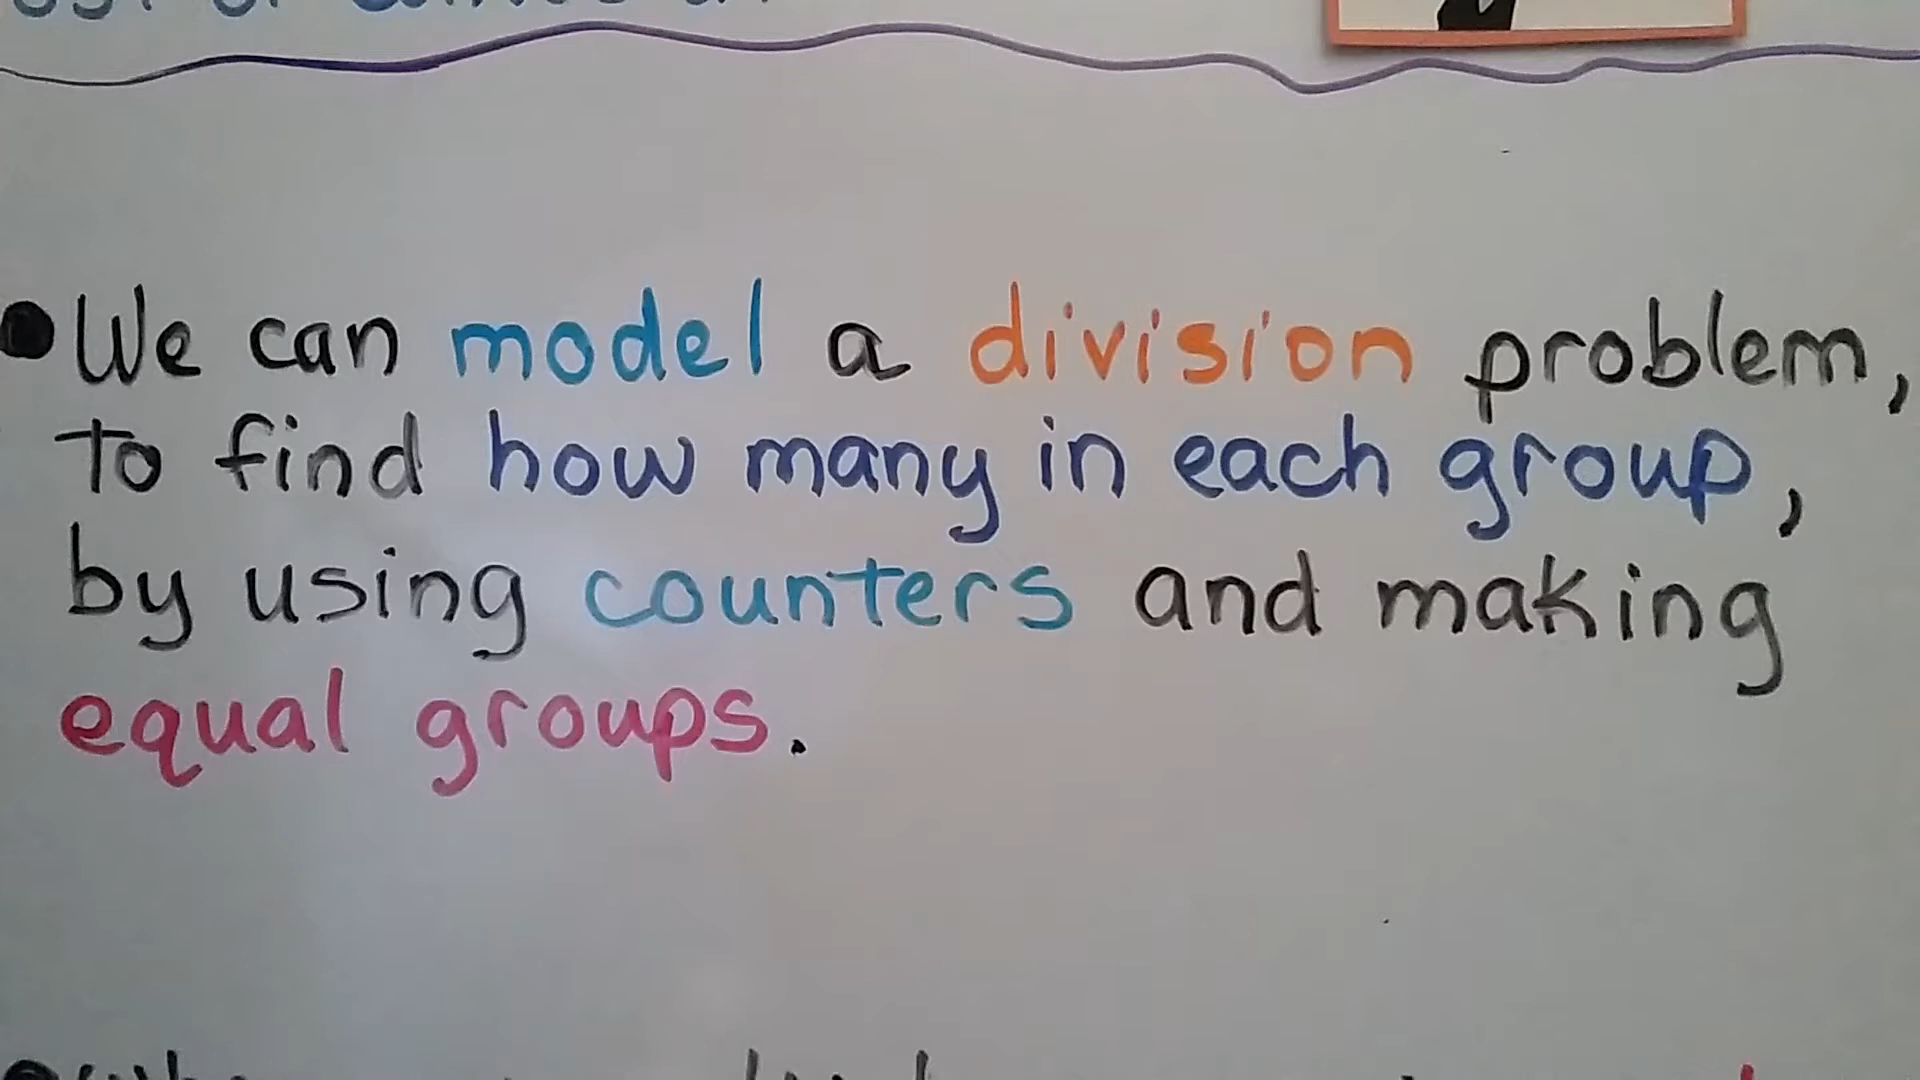 •We can model a division problem,
to find how many in each group,
by using counters and making
equal groups.